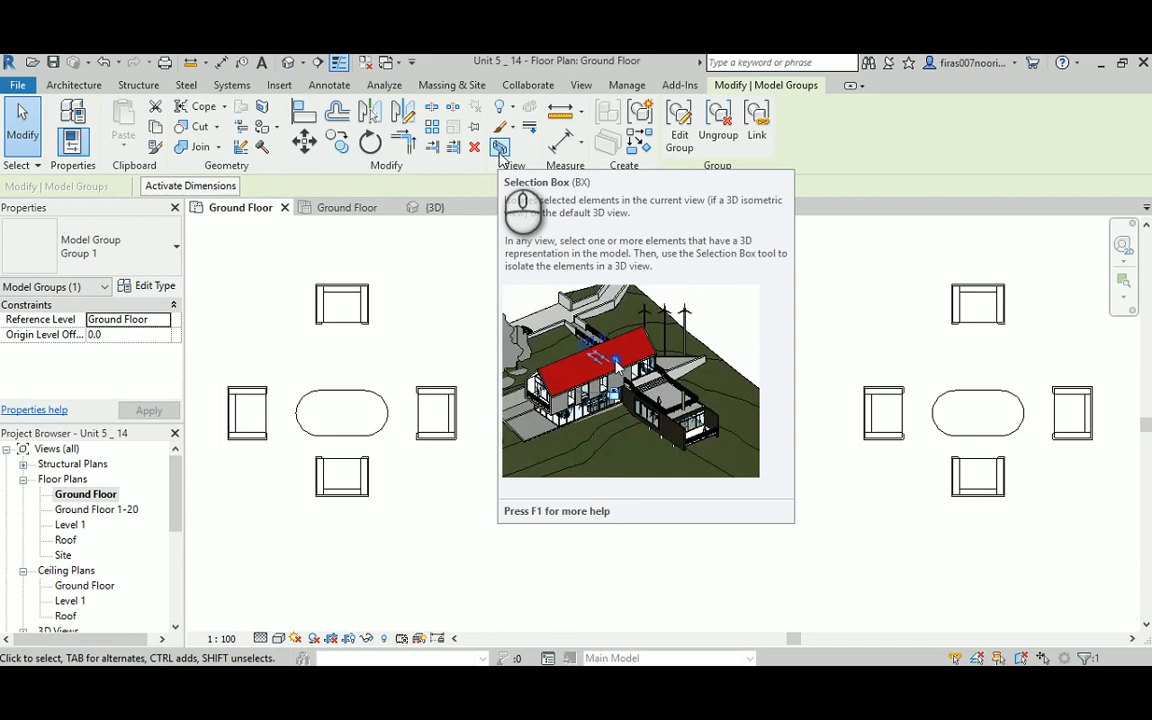 Unit 5 _ 14 - Floor Plan: Ground Floor
Type a keyword or phrase
firas007noori...
File
Architecture
Structure
Steel
Systems
Insert
Annotate
Analyze
Massing & Site
Collaborate
View
Manage
Add-Ins
Modify | Model Groups
Modify
Paste
Cope
Cut
Join
Edit
Group
Ungroup
Link
Select
Properties
Clipboard
Geometry
Modify
View
Measure
Create
Group
Modify | Model Groups
Activate Dimensions
Properties
Ground Floor
Ground Floor
{3D}
Selection Box (BX)
selected elements in the current view (if a 3D isometric
the default 3D view.
In any view, select one or more elements that have a 3D
representation in the model. Then, use the Selection Box tool to
isolate the elements in a 3D view.
Press F1 for more help
Model Group
Group 1
Model Groups (1)
Edit Type
Constraints
Reference Level
Ground Floor
Origin Level Off...
0.0
Properties help
Apply
Project Browser - Unit 5 _ 14
Views (all)
Structural Plans
Floor Plans
Ground Floor
Ground Floor 1-20
Level 1
Roof
Site
Ceiling Plans
Ground Floor
Level 1
Roof
3D Views
1 : 100
Click to select, TAB for alternates, CTRL adds, SHIFT unselects.
:0
Main Model
:1